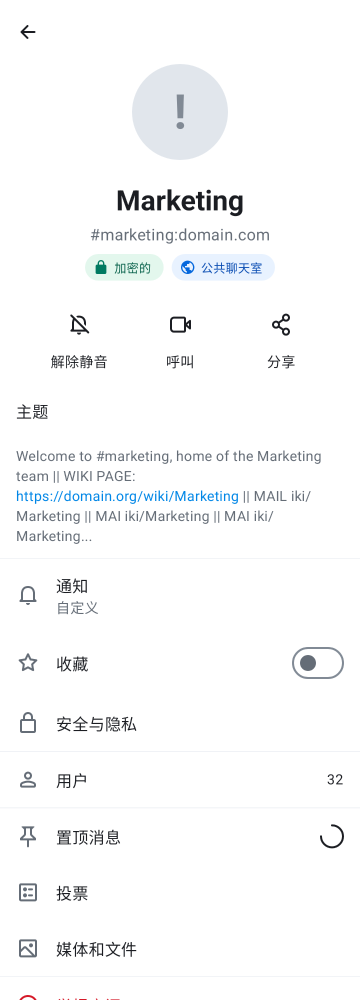 !
Marketing
#marketing:domain.com
加密的 公共聊天室
解除静音 呼叫 分享
主题
Welcome to #marketing, home of the Marketing
team || WIKI PAGE:
https://domain.org/wiki/Marketing || MAIL iki/
Marketing || MAI iki/Marketing || MAI iki/
Marketing...
通知
自定义
收藏
安全与隐私
用户 32
置顶消息
投票
媒体和文件